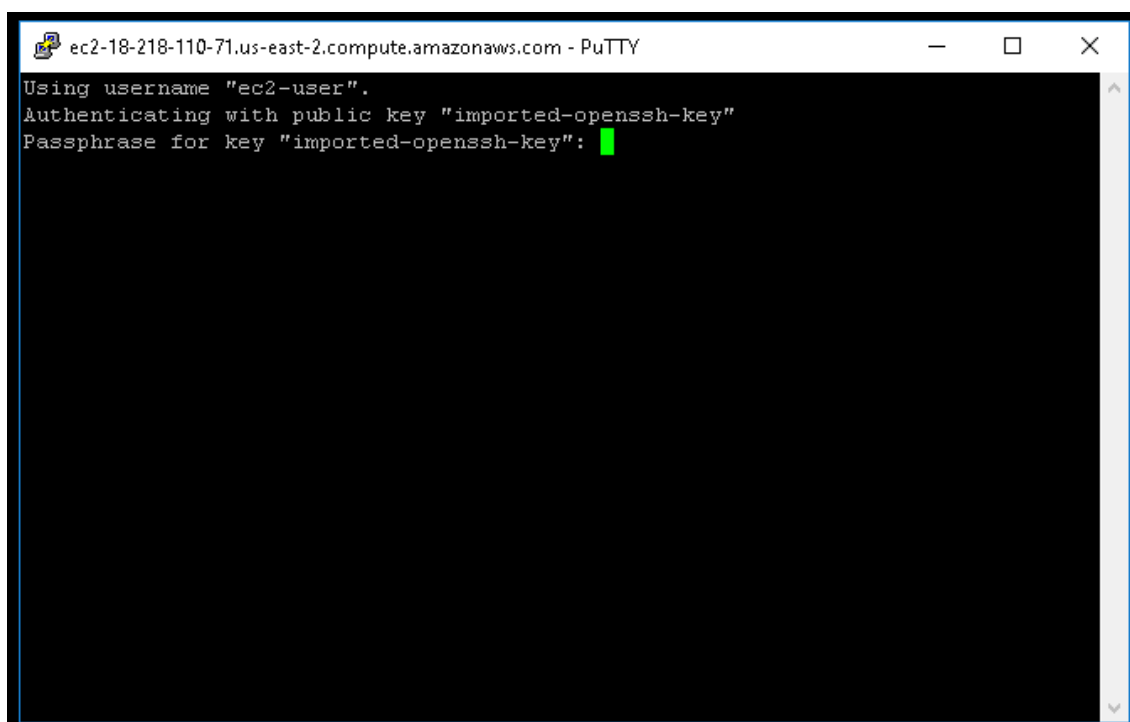 ec2-18-218-110-71.us-east-2.compute.amazonaws.com - PuTTY
Using username "ec2-user".
Authenticating with public key "imported-openssh-key"
Passphrase for key "imported-openssh-key":